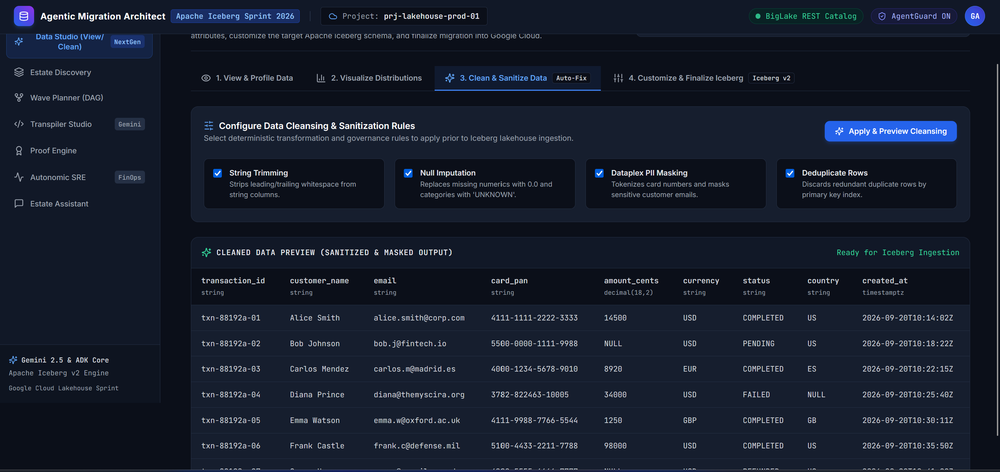 Agentic Migration Architect
Apache Iceberg Sprint 2026
Project: prj-lakehouse-prod-01
BigLake REST Catalog
AgentGuard ON
GA
Data Studio (View/
Clean)
NextGen
Estate Discovery
Wave Planner (DAG)
Transpiler Studio
Gemini
Proof Engine
Autonomic SRE
FinOps
Estate Assistant
Gemini 2.5 & ADK Core
Apache Iceberg v2 Engine
Google Cloud Lakehouse Sprint
attributes, customize the target Apache Iceberg schema, and finalize migration into Google Cloud.
1. View & Profile Data
2. Visualize Distributions
3. Clean & Sanitize Data
Auto-Fix
4. Customize & Finalize Iceberg
Iceberg v2
Configure Data Cleansing & Sanitization Rules
Select deterministic transformation and governance rules to apply prior to Iceberg lakehouse ingestion.
Apply & Preview Cleansing
String Trimming
Strips leading/trailing whitespace from
string columns.
Null Imputation
Replaces missing numerics with 0.0 and
categories with 'UNKNOWN'.
Dataplex PII Masking
Tokenizes card numbers and masks
sensitive customer emails.
Deduplicate Rows
Discards redundant duplicate rows by
primary key index.
CLEANED DATA PREVIEW (SANITIZED & MASKED OUTPUT)
Ready for Iceberg Ingestion
transaction_id customer_name email card_pan amount_cents currency status country created_at
string string string string decimal(18,2) string string string timestamptz
txn-88192a-01 Alice Smith alice.smith@corp.com 4111-1111-2222-3333 14500 USD COMPLETED US 2026-09-20T10:14:02Z
txn-88192a-02 Bob Johnson bob.j@fintech.io 5500-0000-1111-9988 NULL USD PENDING US 2026-09-20T10:18:22Z
txn-88192a-03 Carlos Mendez carlos.m@madrid.es 4000-1234-5678-9010 8920 EUR COMPLETED ES 2026-09-20T10:22:15Z
txn-88192a-04 Diana Prince diana@themyscira.org 3782-822463-10005 34000 USD FAILED NULL 2026-09-20T10:25:40Z
txn-88192a-05 Emma Watson emma.w@oxford.ac.uk 4111-9988-7766-5544 1250 GBP COMPLETED GB 2026-09-20T10:30:11Z
txn-88192a-06 Frank Castle frank.c@defense.mil 5100-4433-2211-7788 98000 USD COMPLETED US 2026-09-20T10:35:50Z